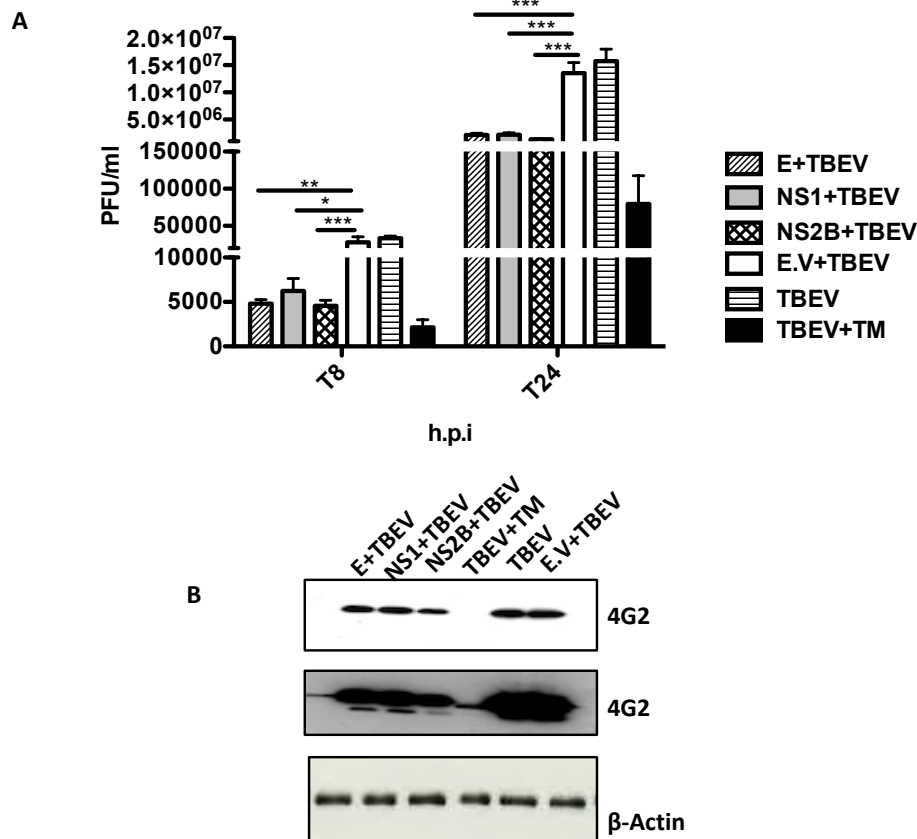 A
***
***
***
2.0×10⁰⁷
1.5×10⁰⁷
1.0×10⁰⁷
5.0×10⁰⁶
150000
100000
50000
10000
5000
0
PFU/ml
**
*
***
T8
T24
h.p.i
E+TBEV
NS1+TBEV
NS2B+TBEV
E.V+TBEV
TBEV
TBEV+TM
B
E+TBEV
NS1+TBEV
NS2B+TBEV
TBEV+TM
TBEV
E.V+TBEV
4G2
4G2
β-Actin